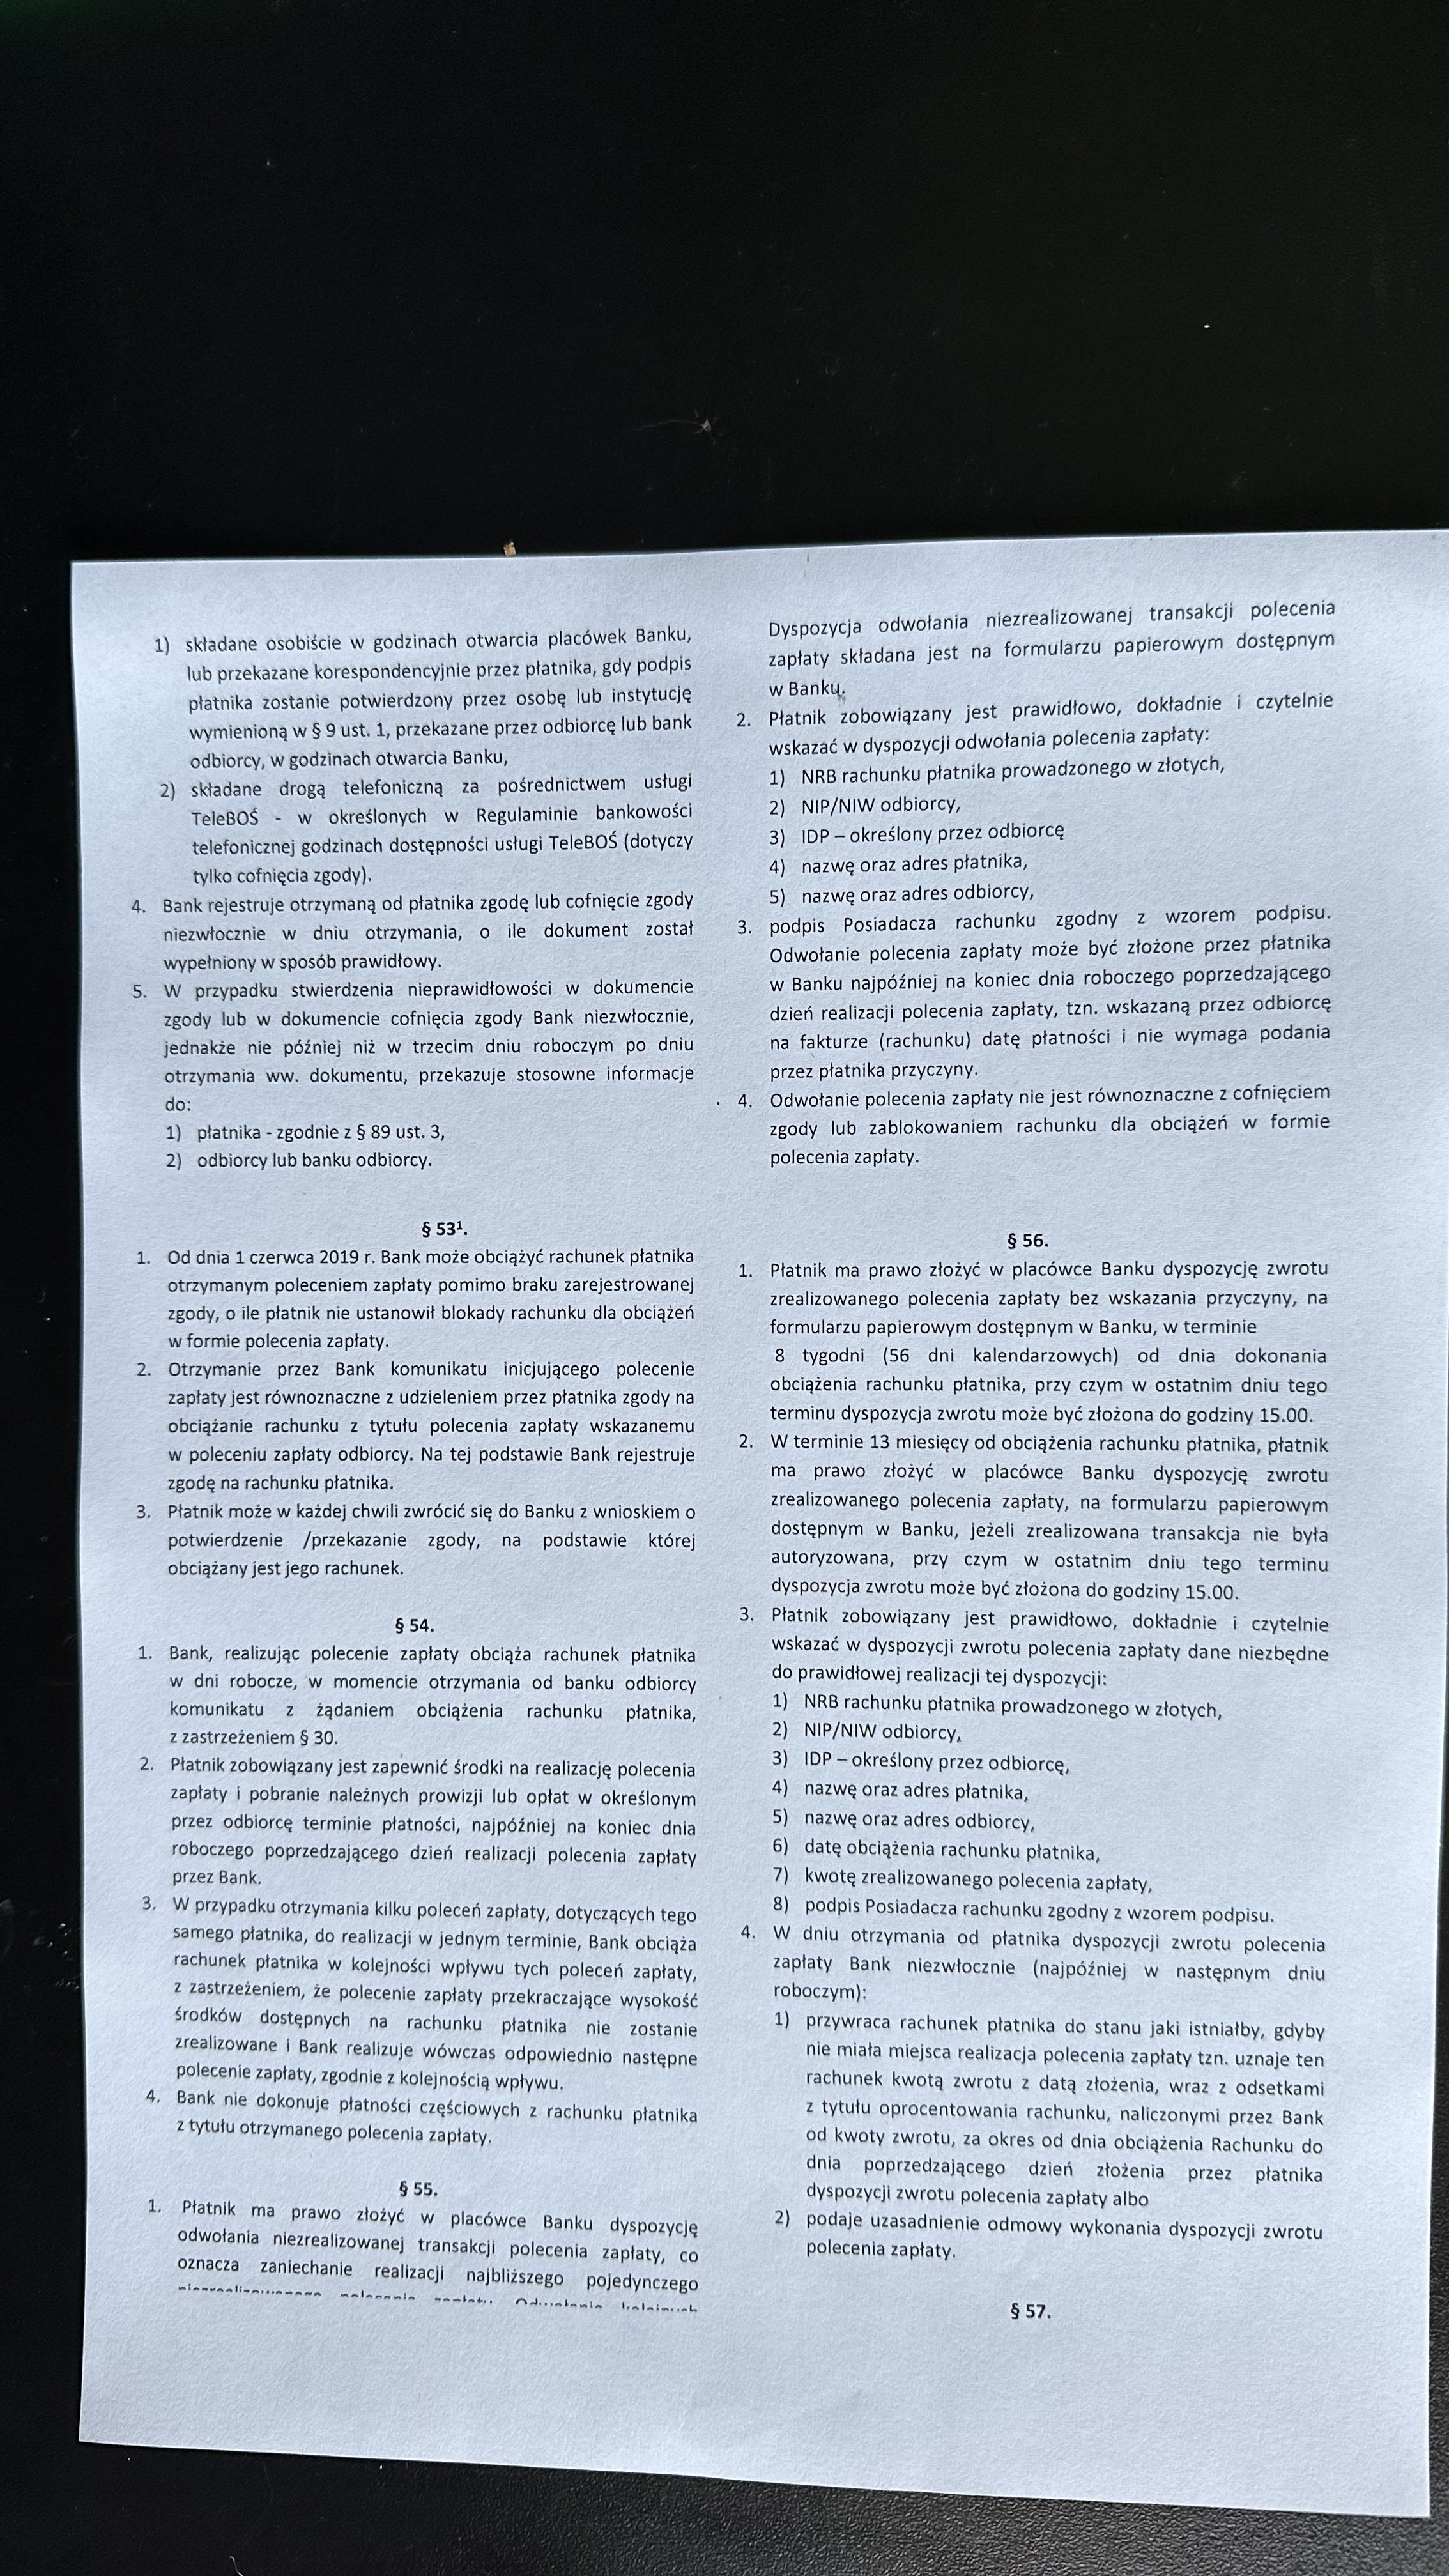 1) składane osobiście w godzinach otwarcia placówek Banku,
lub przekazane korespondencyjnie przez płatnika, gdy podpis
płatnika zostanie potwierdzony przez osobę lub instytucję
wymienioną w § 9 ust. 1, przekazane przez odbiorcę lub bank
odbiorcy, w godzinach otwarcia Banku,
2) składane drogą telefoniczną za pośrednictwem usługi
TeleBOŚ - w określonych w Regulaminie bankowości
telefonicznej godzinach dostępności usługi TeleBOŚ (dotyczy
tylko cofnięcia zgody).
4. Bank rejestruje otrzymaną od płatnika zgodę lub cofnięcie zgody
niezwłocznie w dniu otrzymania, o ile dokument został
wypełniony w sposób prawidłowy.
5. W przypadku stwierdzenia nieprawidłowości w dokumencie
zgody lub w dokumencie cofnięcia zgody Bank niezwłocznie,
jednakże nie później niż w trzecim dniu roboczym po dniu
otrzymania ww. dokumentu, przekazuje stosowne informacje
do:
1) płatnika - zgodnie z § 89 ust. 3,
2) odbiorcy lub banku odbiorcy.
§ 53¹.
1. Od dnia 1 czerwca 2019 r. Bank może obciążyć rachunek płatnika
otrzymanym poleceniem zapłaty pomimo braku zarejestrowanej
zgody, o ile płatnik nie ustanowił blokady rachunku dla obciążeń
w formie polecenia zapłaty.
2. Otrzymanie przez Bank komunikatu inicjującego polecenie
zapłaty jest równoznaczne z udzieleniem przez płatnika zgody na
obciążanie rachunku z tytułu polecenia zapłaty wskazanemu
w poleceniu zapłaty odbiorcy. Na tej podstawie Bank rejestruje
zgodę na rachunku płatnika.
3. Płatnik może w każdej chwili zwrócić się do Banku z wnioskiem o
potwierdzenie /przekazanie zgody, na podstawie której
obciążany jest jego rachunek.
§ 54.
1. Bank, realizując polecenie zapłaty obciąża rachunek płatnika
w dni robocze, w momencie otrzymania od banku odbiorcy
komunikatu z żądaniem obciążenia rachunku płatnika,
z zastrzeżeniem § 30.
2. Płatnik zobowiązany jest zapewnić środki na realizację polecenia
zapłaty i pobranie należnych prowizji lub opłat w określonym
przez odbiorcę terminie płatności, najpóźniej na koniec dnia
roboczego poprzedzającego dzień realizacji polecenia zapłaty
przez Bank.
3. W przypadku otrzymania kilku poleceń zapłaty, dotyczących tego
samego płatnika, do realizacji w jednym terminie, Bank obciąża
rachunek płatnika w kolejności wpływu tych poleceń zapłaty,
z zastrzeżeniem, że polecenie zapłaty przekraczające wysokość
środków dostępnych na rachunku płatnika nie zostanie
zrealizowane i Bank realizuje wówczas odpowiednio następne
polecenie zapłaty, zgodnie z kolejnością wpływu.
4. Bank nie dokonuje płatności częściowych z rachunku płatnika
z tytułu otrzymanego polecenia zapłaty.
§ 55.
1. Płatnik ma prawo złożyć w placówce Banku dyspozycję
odwołania niezrealizowanej transakcji polecenia zapłaty, co
oznacza zaniechanie realizacji najbliższego pojedynczego
Dyspozycja odwołania niezrealizowanej transakcji polecenia
zapłaty składana jest na formularzu papierowym dostępnym
w Banku.
2. Płatnik zobowiązany jest prawidłowo, dokładnie i czytelnie
wskazać w dyspozycji odwołania polecenia zapłaty:
1) NRB rachunku płatnika prowadzonego w złotych,
2) NIP/NIW odbiorcy,
3) IDP – określony przez odbiorcę
4) nazwę oraz adres płatnika,
5) nazwę oraz adres odbiorcy,
3. podpis Posiadacza rachunku zgodny z wzorem podpisu.
Odwołanie polecenia zapłaty może być złożone przez płatnika
w Banku najpóźniej na koniec dnia roboczego poprzedzającego
dzień realizacji polecenia zapłaty, tzn. wskazaną przez odbiorcę
na fakturze (rachunku) datę płatności i nie wymaga podania
przez płatnika przyczyny.
4. Odwołanie polecenia zapłaty nie jest równoznaczne z cofnięciem
zgody lub zablokowaniem rachunku dla obciążeń w formie
polecenia zapłaty.
§ 56.
1. Płatnik ma prawo złożyć w placówce Banku dyspozycję zwrotu
zrealizowanego polecenia zapłaty bez wskazania przyczyny, na
formularzu papierowym dostępnym w Banku, w terminie
8 tygodni (56 dni kalendarzowych) od dnia dokonania
obciążenia rachunku płatnika, przy czym w ostatnim dniu tego
terminu dyspozycja zwrotu może być złożona do godziny 15.00.
2. W terminie 13 miesięcy od obciążenia rachunku płatnika, płatnik
ma prawo złożyć w placówce Banku dyspozycję zwrotu
zrealizowanego polecenia zapłaty, na formularzu papierowym
dostępnym w Banku, jeżeli zrealizowana transakcja nie była
autoryzowana, przy czym w ostatnim dniu tego terminu
dyspozycja zwrotu może być złożona do godziny 15.00.
3. Płatnik zobowiązany jest prawidłowo, dokładnie i czytelnie
wskazać w dyspozycji zwrotu polecenia zapłaty dane niezbędne
do prawidłowej realizacji tej dyspozycji:
1) NRB rachunku płatnika prowadzonego w złotych,
2) NIP/NIW odbiorcy,
3) IDP – określony przez odbiorcę,
4) nazwę oraz adres płatnika,
5) nazwę oraz adres odbiorcy,
6) datę obciążenia rachunku płatnika,
7) kwotę zrealizowanego polecenia zapłaty,
8) podpis Posiadacza rachunku zgodny z wzorem podpisu.
4. W dniu otrzymania od płatnika dyspozycji zwrotu polecenia
zapłaty Bank niezwłocznie (najpóźniej w następnym dniu
roboczym):
1) przywraca rachunek płatnika do stanu jaki istniałby, gdyby
nie miała miejsca realizacja polecenia zapłaty tzn. uznaje ten
rachunek kwotą zwrotu z datą złożenia, wraz z odsetkami
z tytułu oprocentowania rachunku, naliczonymi przez Bank
od kwoty zwrotu, za okres od dnia obciążenia Rachunku do
dnia poprzedzającego dzień złożenia przez płatnika
dyspozycji zwrotu polecenia zapłaty albo
2) podaje uzasadnienie odmowy wykonania dyspozycji zwrotu
polecenia zapłaty.
§ 57.